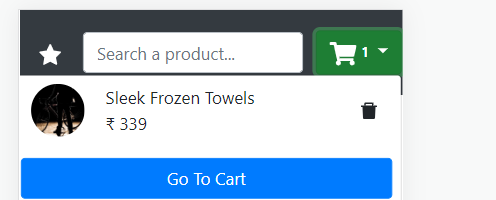 Search a product...
1
Sleek Frozen Towels
₹ 339
Go To Cart